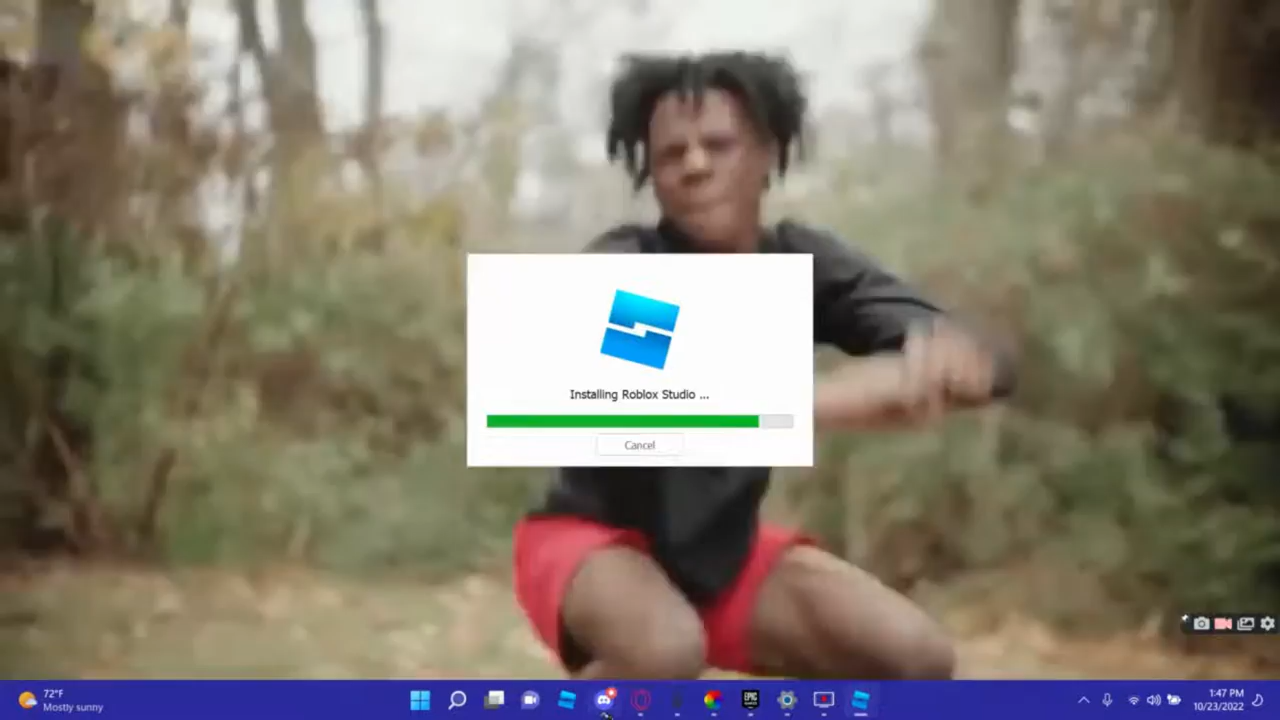 Installing Roblox Studio ...
Cancel
72°F
Mostly sunny
EPIC
1:47 PM
10/23/2022